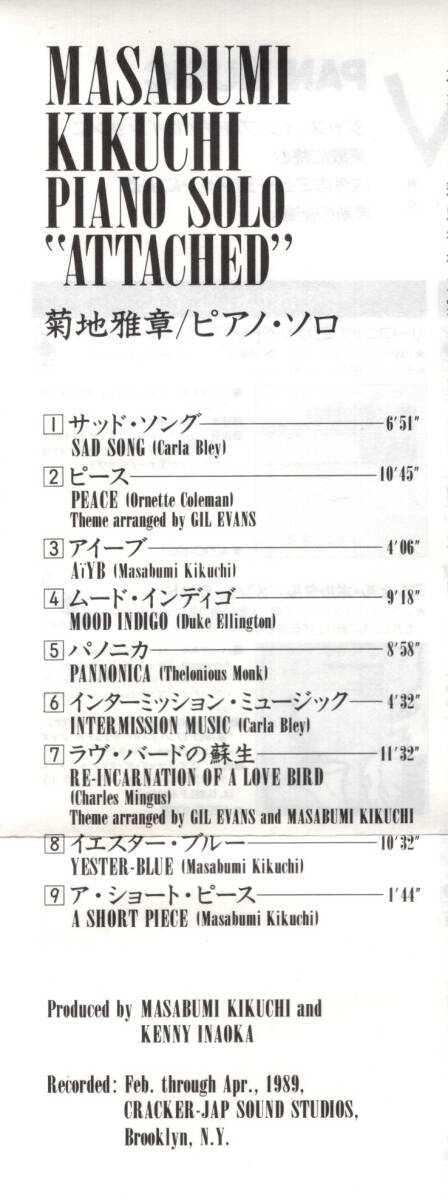 MASABUMI
KIKUCHI
PIANO SOLO
“ATTACHED”
菊地雅章/ピアノ・ソロ
1 サッド・ソング 6'51"
SAD SONG (Carla Bley)
2 ピース 10'45"
PEACE (Ornette Coleman)
Theme arranged by GIL EVANS
3 アイーブ 4'06"
AïYB (Masabumi Kikuchi)
4 ムード・インディゴ 9'18"
MOOD INDIGO (Duke Ellington)
5 パノニカ 8'58"
PANNONICA (Thelonious Monk)
6 インターミッション・ミュージック 4'32"
INTERMISSION MUSIC (Carla Bley)
7 ラヴ・バードの蘇生 11'32"
RE-INCARNATION OF A LOVE BIRD
(Charles Mingus)
Theme arranged by GIL EVANS and MASABUMI KIKUCHI
8 イエスター・ブルー 10'32"
YESTER-BLUE (Masabumi Kikuchi)
9 ア・ショート・ピース 1'44"
A SHORT PIECE (Masabumi Kikuchi)
Produced by MASABUMI KIKUCHI and
KENNY INAOKA
Recorded: Feb. through Apr., 1989,
CRACKER-JAP SOUND STUDIOS,
Brooklyn, N.Y.